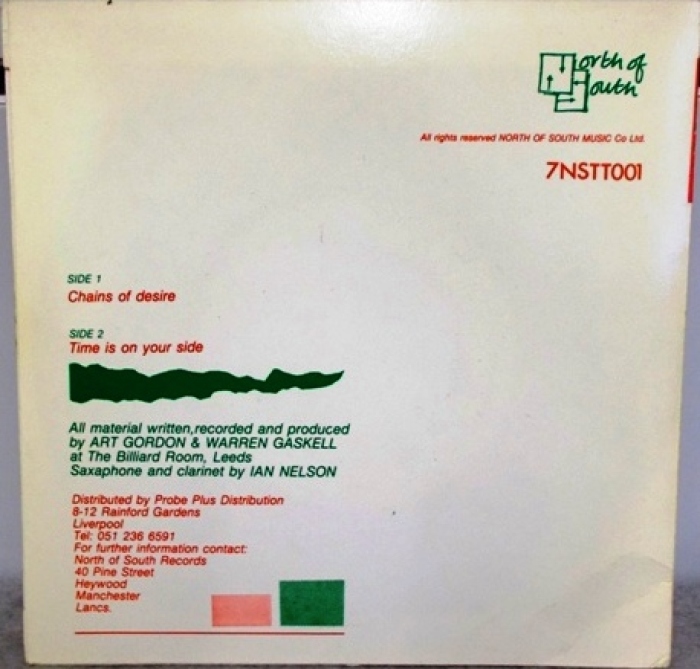 North of
South
All rights reserved NORTH OF SOUTH MUSIC Co Ltd.
7NSTT001
SIDE 1
Chains of desire
SIDE 2
Time is on your side
All material written,recorded and produced
by ART GORDON & WARREN GASKELL
at The Billiard Room, Leeds
Saxaphone and clarinet by IAN NELSON
Distributed by Probe Plus Distribution
8-12 Rainford Gardens
Liverpool
Tel: 051 236 6591
For further information contact:
North of South Records
40 Pine Street
Heywood
Manchester
Lancs.